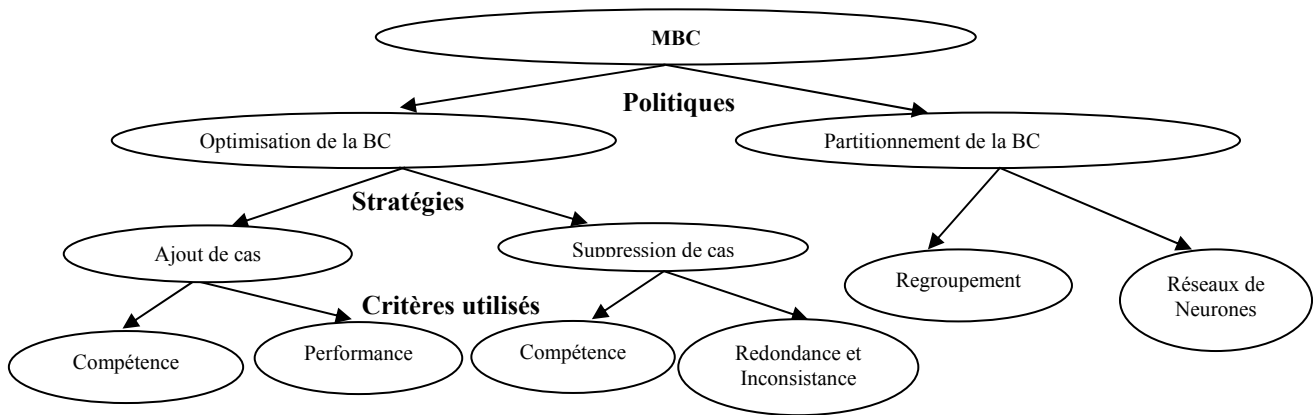 MBC
Politiques
Optimisation de la BC
Partitionnement de la BC
Stratégies
Ajout de cas
Suppression de cas
Regroupement
Réseaux de
Neurones
Critères utilisés
Compétence
Performance
Compétence
Redondance et
Inconsistance